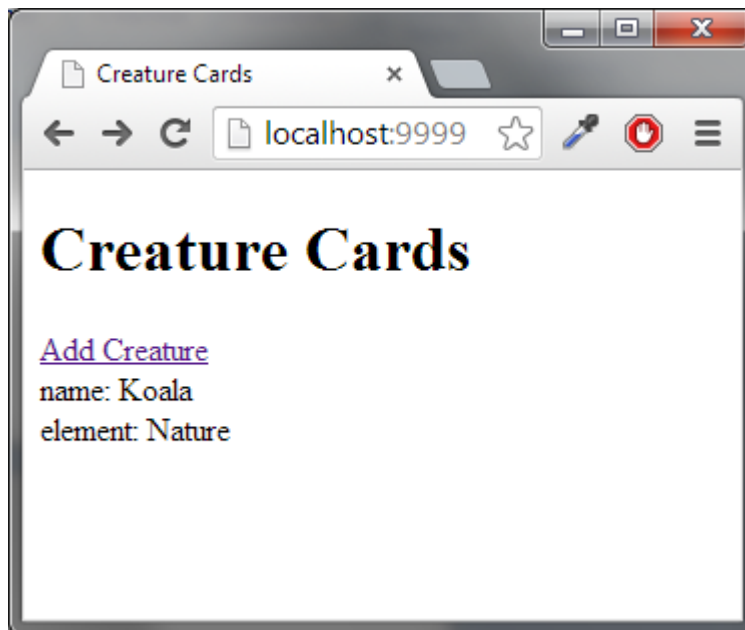 Creature Cards
localhost:9999
Creature Cards
Add Creature
name: Koala
element: Nature